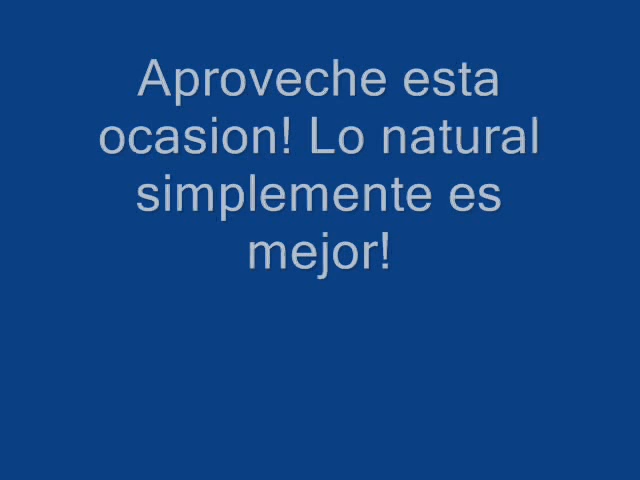 Aproveche esta
ocasion! Lo natural
simplemente es
mejor!